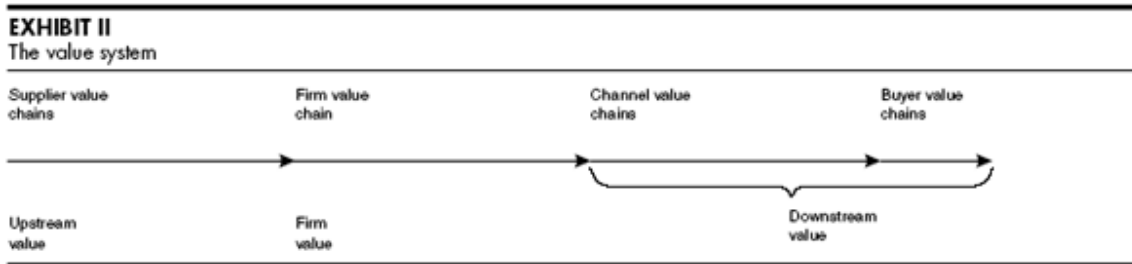 EXHIBIT II
The value system
Supplier value
chains
Firm value
chain
Channel value
chains
Buyer value
chains
Upstream
value
Firm
value
Downstream
value